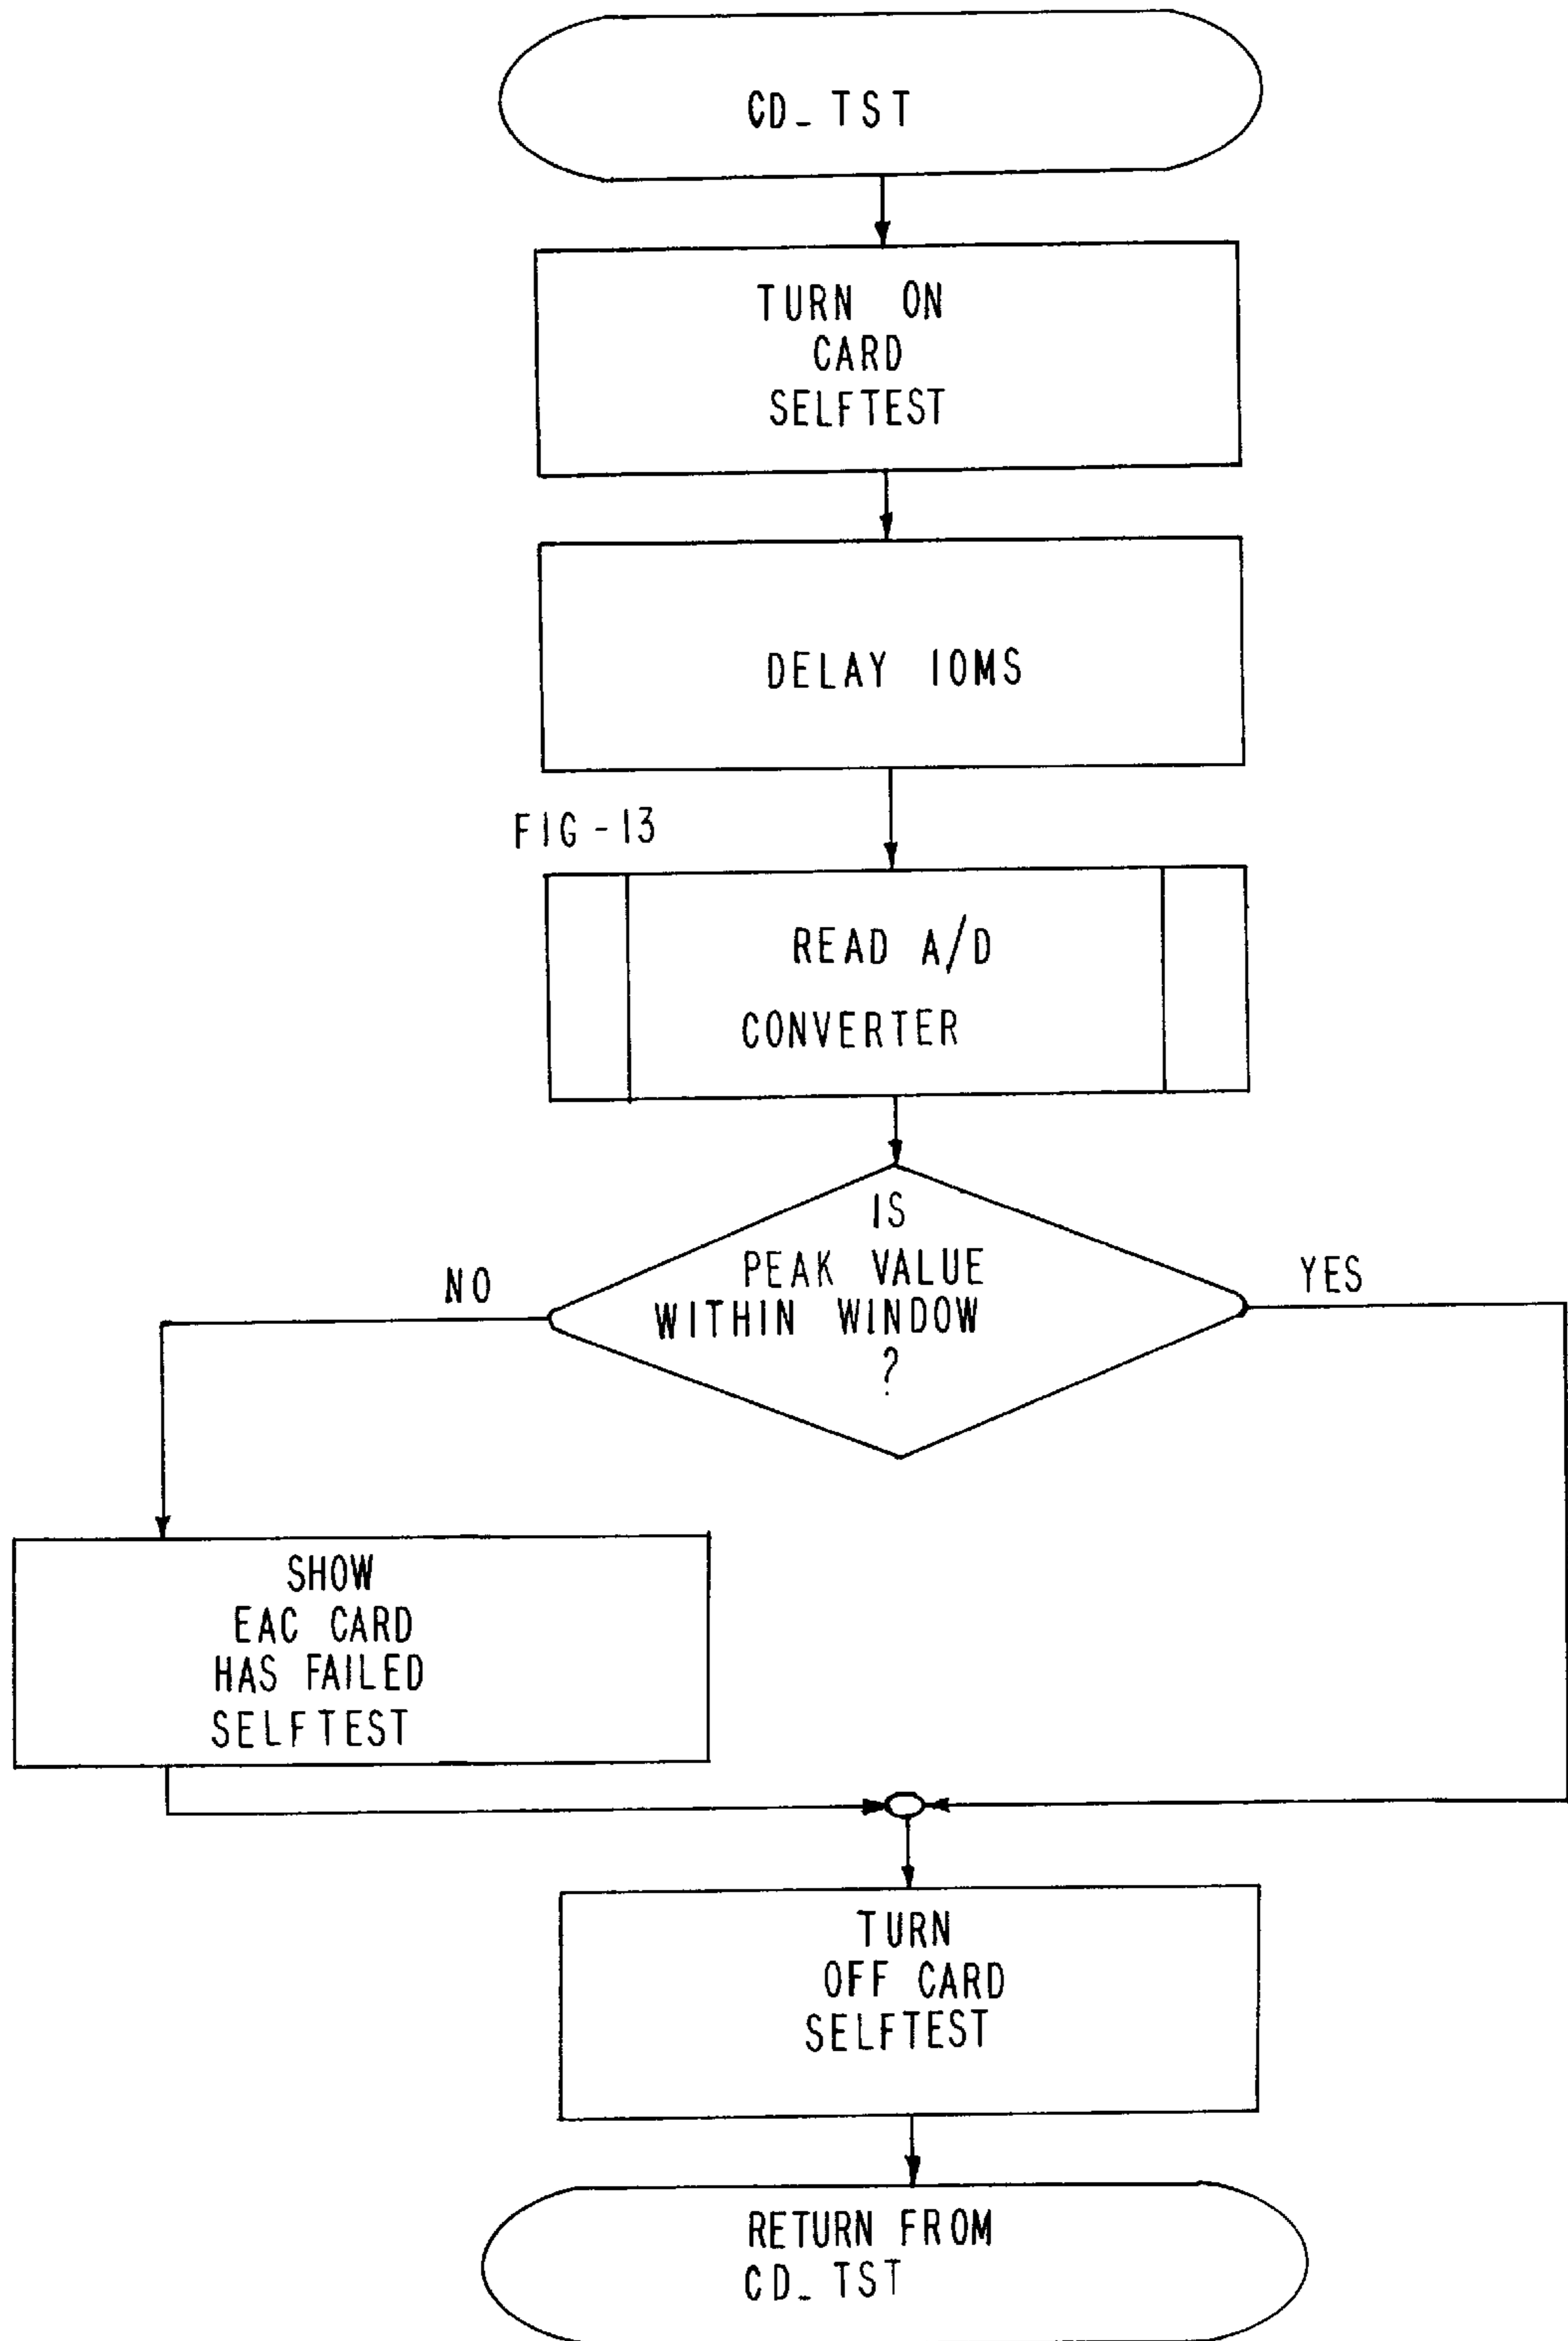 CD_TST
TURN ON
CARD
SELFTEST
DELAY 10MS
FIG-13
READ A/D
CONVERTER
IS
PEAK VALUE
WITHIN WINDOW
?
NO
YES
SHOW
EAC CARD
HAS FAILED
SELFTEST
TURN
OFF CARD
SELFTEST
RETURN FROM
CD_TST